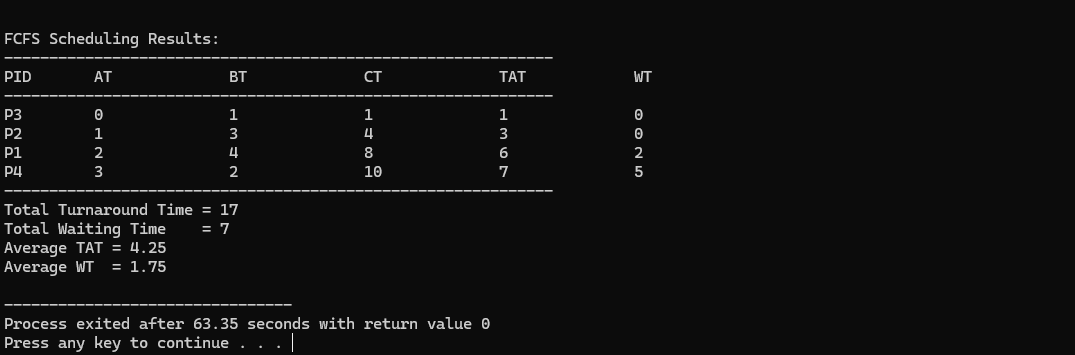 FCFS Scheduling Results:
-------------------------------------------------------------
PID       AT             BT             CT             TAT            WT
-------------------------------------------------------------
P3        0              1              1              1              0
P2        1              3              4              3              0
P1        2              4              8              6              2
P4        3              2              10             7              5
-------------------------------------------------------------
Total Turnaround Time = 17
Total Waiting Time    = 7
Average TAT = 4.25
Average WT  = 1.75
--------------------------------
Process exited after 63.35 seconds with return value 0
Press any key to continue . . .